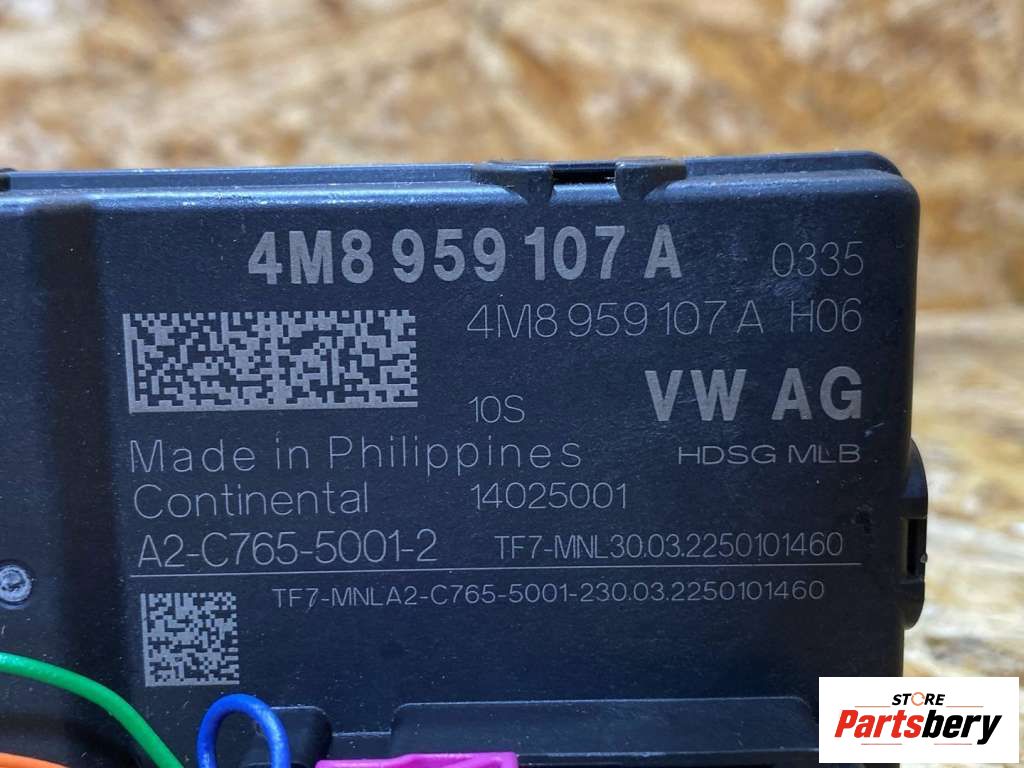 4M8 959 107 A 0335
4M8 959 107 A H06
VW AG
10S
Made in Philippines HDSG MLB
Continental 14025001
A2-C765-5001-2 TF7-MNL30.03.2250101460
TF7-MNLA2-C765-5001-230.03.2250101460
STORE
Partsbery